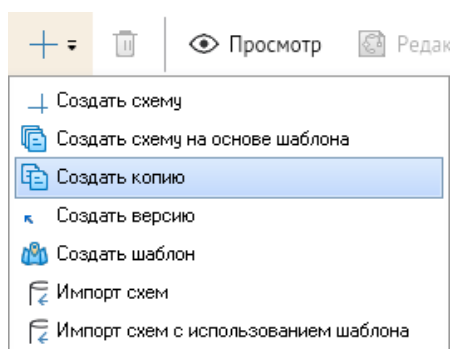 Просмотр Редак
Создать схему
Создать схему на основе шаблона
Создать копию
Создать версию
Создать шаблон
Импорт схем
Импорт схем с использованием шаблона